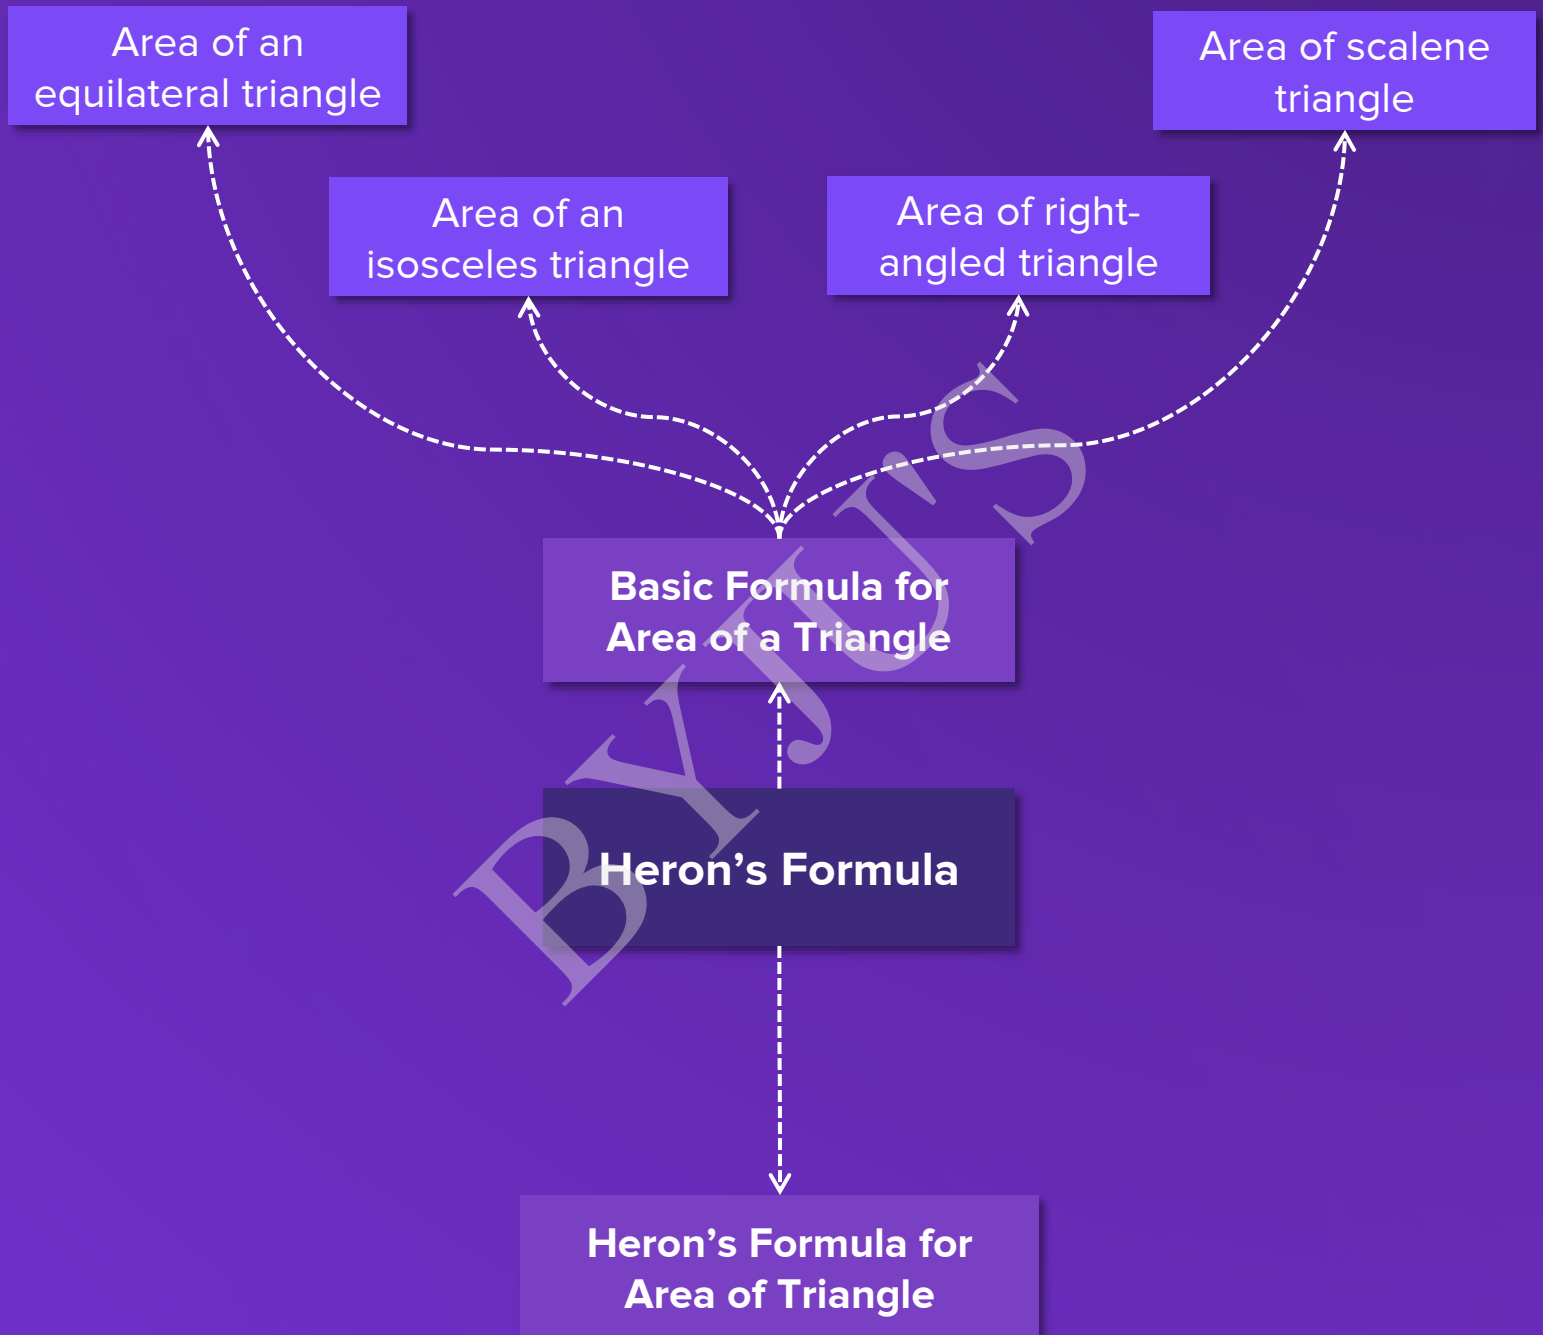 Area of an
equilateral triangle
Area of scalene
triangle
Area of an
isosceles triangle
Area of right-
angled triangle
Basic Formula for
Area of a Triangle
Heron’s Formula
Heron’s Formula for
Area of Triangle
BYJU'S